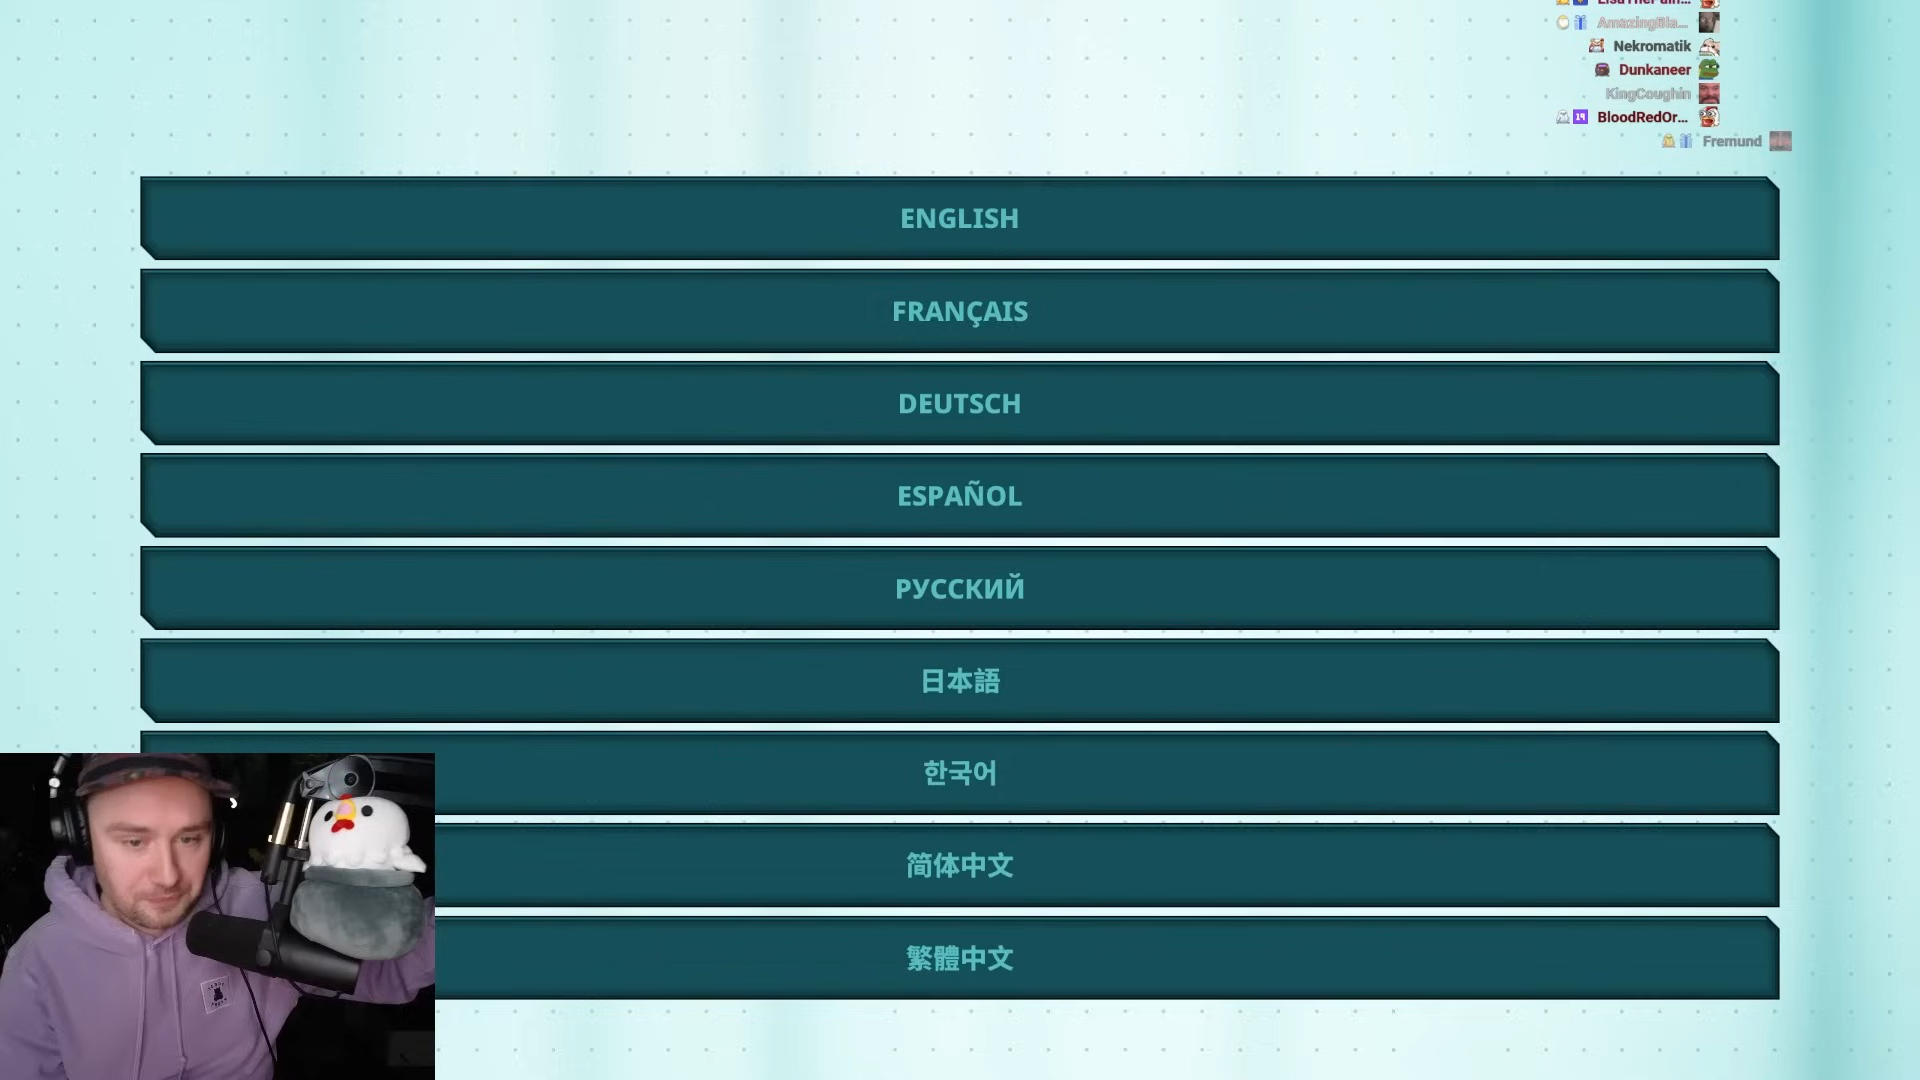 Nekromatik
Dunkaneer
KingCoughin
BloodRedOr...
Fremund
ENGLISH
FRANÇAIS
DEUTSCH
ESPAÑOL
РУССКИЙ
日本語
한국어
简体中文
繁體中文